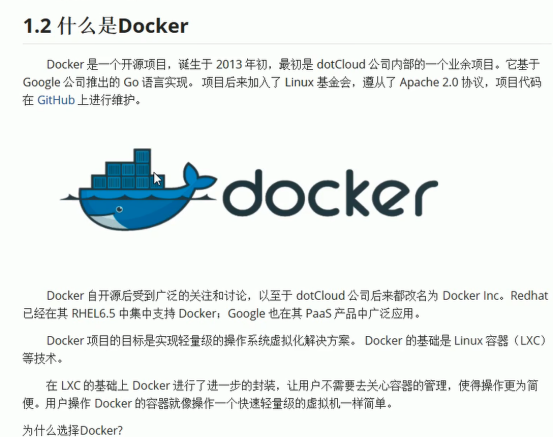 1.2 什么是Docker
Docker 是一个开源项目，诞生于 2013 年初，最初是 dotCloud 公司内部的一个业余项目。它基于
Google 公司推出的 Go 语言实现。 项目后来加入了 Linux 基金会，遵从了 Apache 2.0 协议，项目代码
在 GitHub 上进行维护。
docker
Docker 自开源后受到广泛的关注和讨论，以至于 dotCloud 公司后来都改名为 Docker Inc。Redhat
已经在其 RHEL6.5 中集中支持 Docker；Google 也在其 PaaS 产品中广泛应用。
Docker 项目的目标是实现轻量级的操作系统虚拟化解决方案。 Docker 的基础是 Linux 容器（LXC）
等技术。
在 LXC 的基础上 Docker 进行了进一步的封装，让用户不需要去关心容器的管理，使得操作更为简
便。用户操作 Docker 的容器就像操作一个快速轻量级的虚拟机一样简单。
为什么选择Docker?